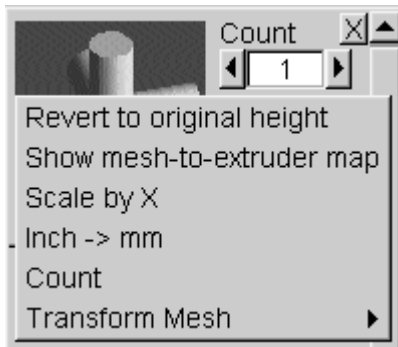 Count
X
1
Revert to original height
Show mesh-to-extruder map
Scale by X
Inch -> mm
Count
Transform Mesh